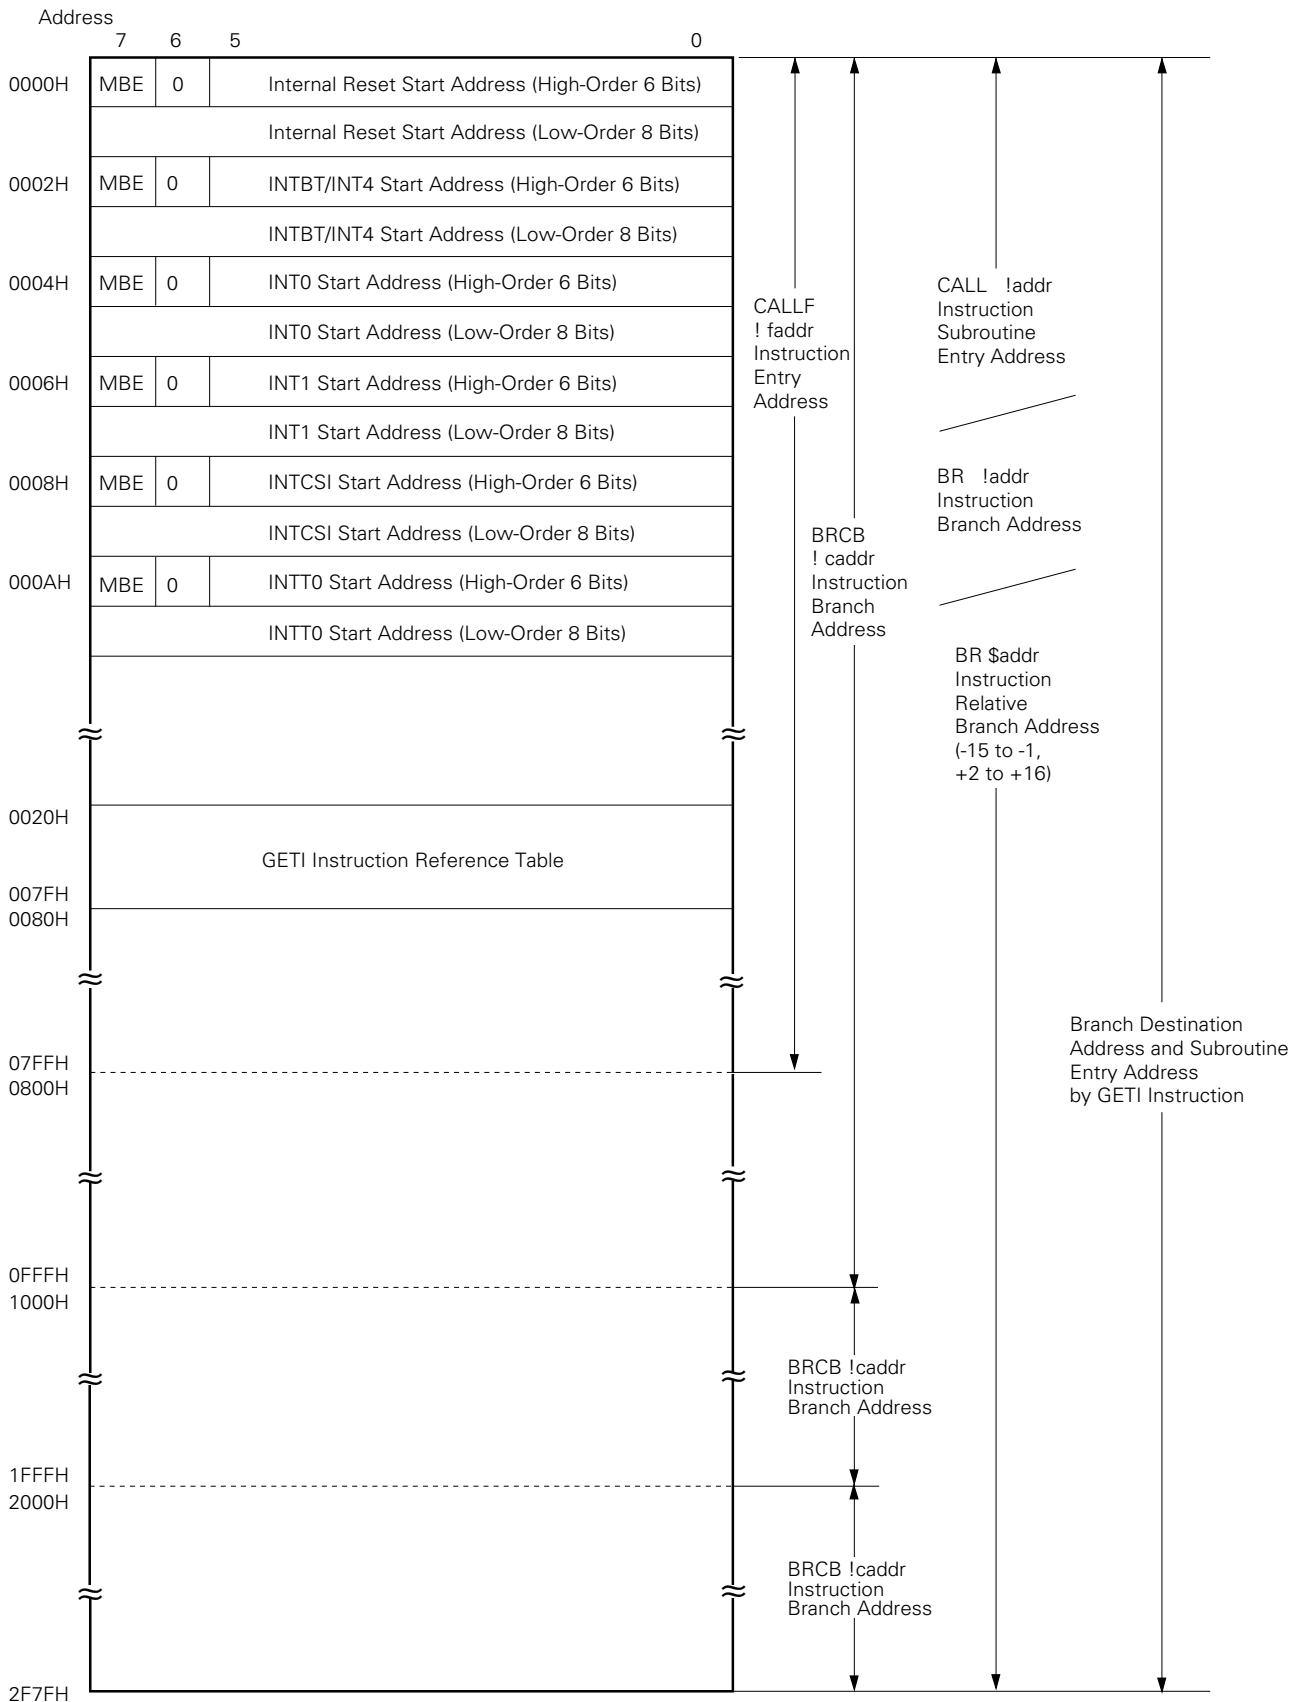 Address
7 6 5 0
0000H MBE 0 Internal Reset Start Address (High-Order 6 Bits)
Internal Reset Start Address (Low-Order 8 Bits)
0002H MBE 0 INTBT/INT4 Start Address (High-Order 6 Bits)
INTBT/INT4 Start Address (Low-Order 8 Bits)
0004H MBE 0 INT0 Start Address (High-Order 6 Bits)
INT0 Start Address (Low-Order 8 Bits)
0006H MBE 0 INT1 Start Address (High-Order 6 Bits)
INT1 Start Address (Low-Order 8 Bits)
0008H MBE 0 INTCSI Start Address (High-Order 6 Bits)
INTCSI Start Address (Low-Order 8 Bits)
000AH MBE 0 INTT0 Start Address (High-Order 6 Bits)
INTT0 Start Address (Low-Order 8 Bits)
0020H
GETI Instruction Reference Table
007FH
0080H
07FFH
0800H
0FFFH
1000H
1FFFH
2000H
2F7FH
CALLF
! faddr
Instruction
Entry
Address
BRCB
! caddr
Instruction
Branch
Address
BRCB !caddr
Instruction
Branch Address
BRCB !caddr
Instruction
Branch Address
CALL !addr
Instruction
Subroutine
Entry Address
BR !addr
Instruction
Branch Address
BR $addr
Instruction
Relative
Branch Address
(-15 to -1,
+2 to +16)
Branch Destination
Address and Subroutine
Entry Address
by GETI Instruction